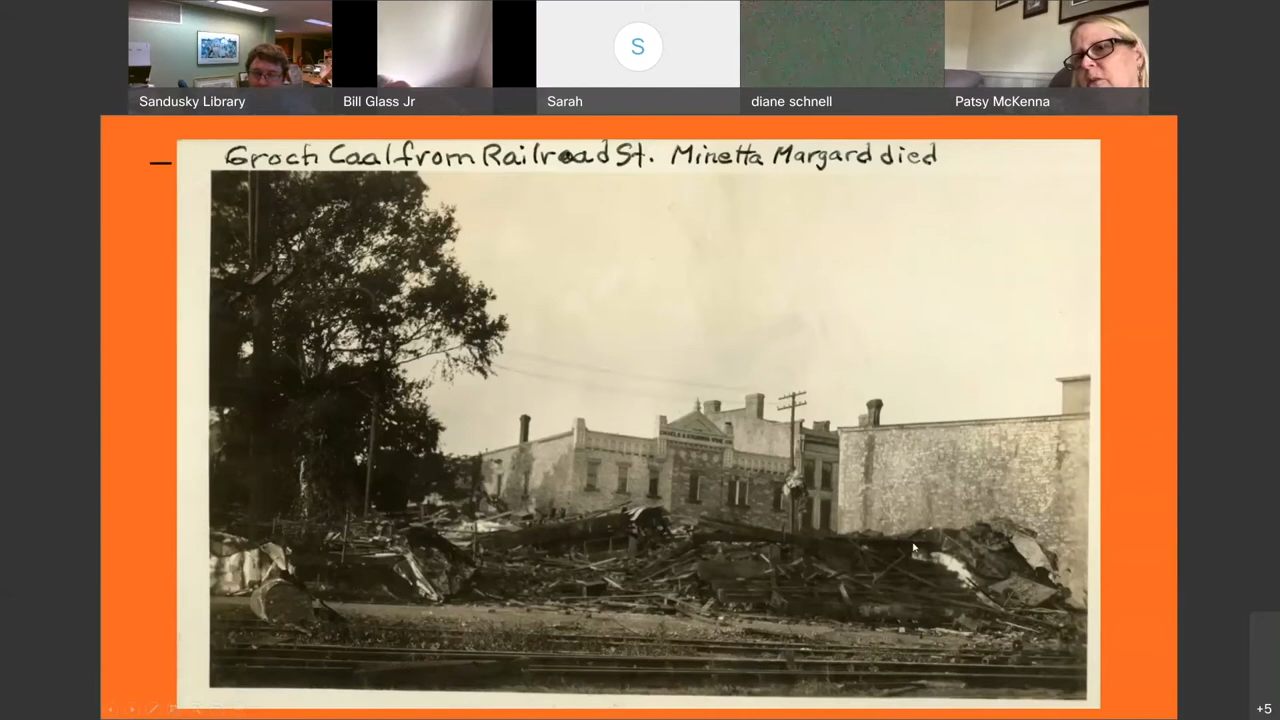 Sandusky Library
Bill Glass Jr
S
Sarah
diane schnell
Patsy McKenna
Groch Coal from Railroad St. Minetta Margard died
+5